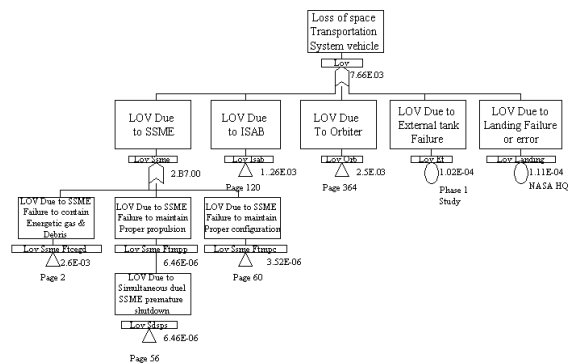 Loss of space
Transportation
System vehicle
Lov
7.66E.03
LOV Due
to SSME
LOV Due
to ISAB
LOV Due
To Orbiter
LOV Due to
External tank
Failure
LOV Due to
Landing Failure
or error
Lov Ssme
Lov Isab
Lov Orb
Lov Et
Lov Landing
2.B7.00
1..26E03
2.5E.03
1.02E-04
1.11E-04
Page 120
Page 364
Phase 1
Study
NASA HQ
LOV Due to SSME
Failure to contain
Energetic gas &
Debris
LOV Due to SSME
Failure to maintain
Proper propulsion
LOV Due to SSME
Failure to maintain
Proper configuration
Lov Ssme Ftcegd
Lov Ssme Ftmpp
Lov Ssme Ftmpc
2.6E-03
6.46E-06
3.52E-06
Page 2
Page 60
LOV Due to
Simultaneous duel
SSME premature
shutdown
Lov Sdsps
6.46E-06
Page 56